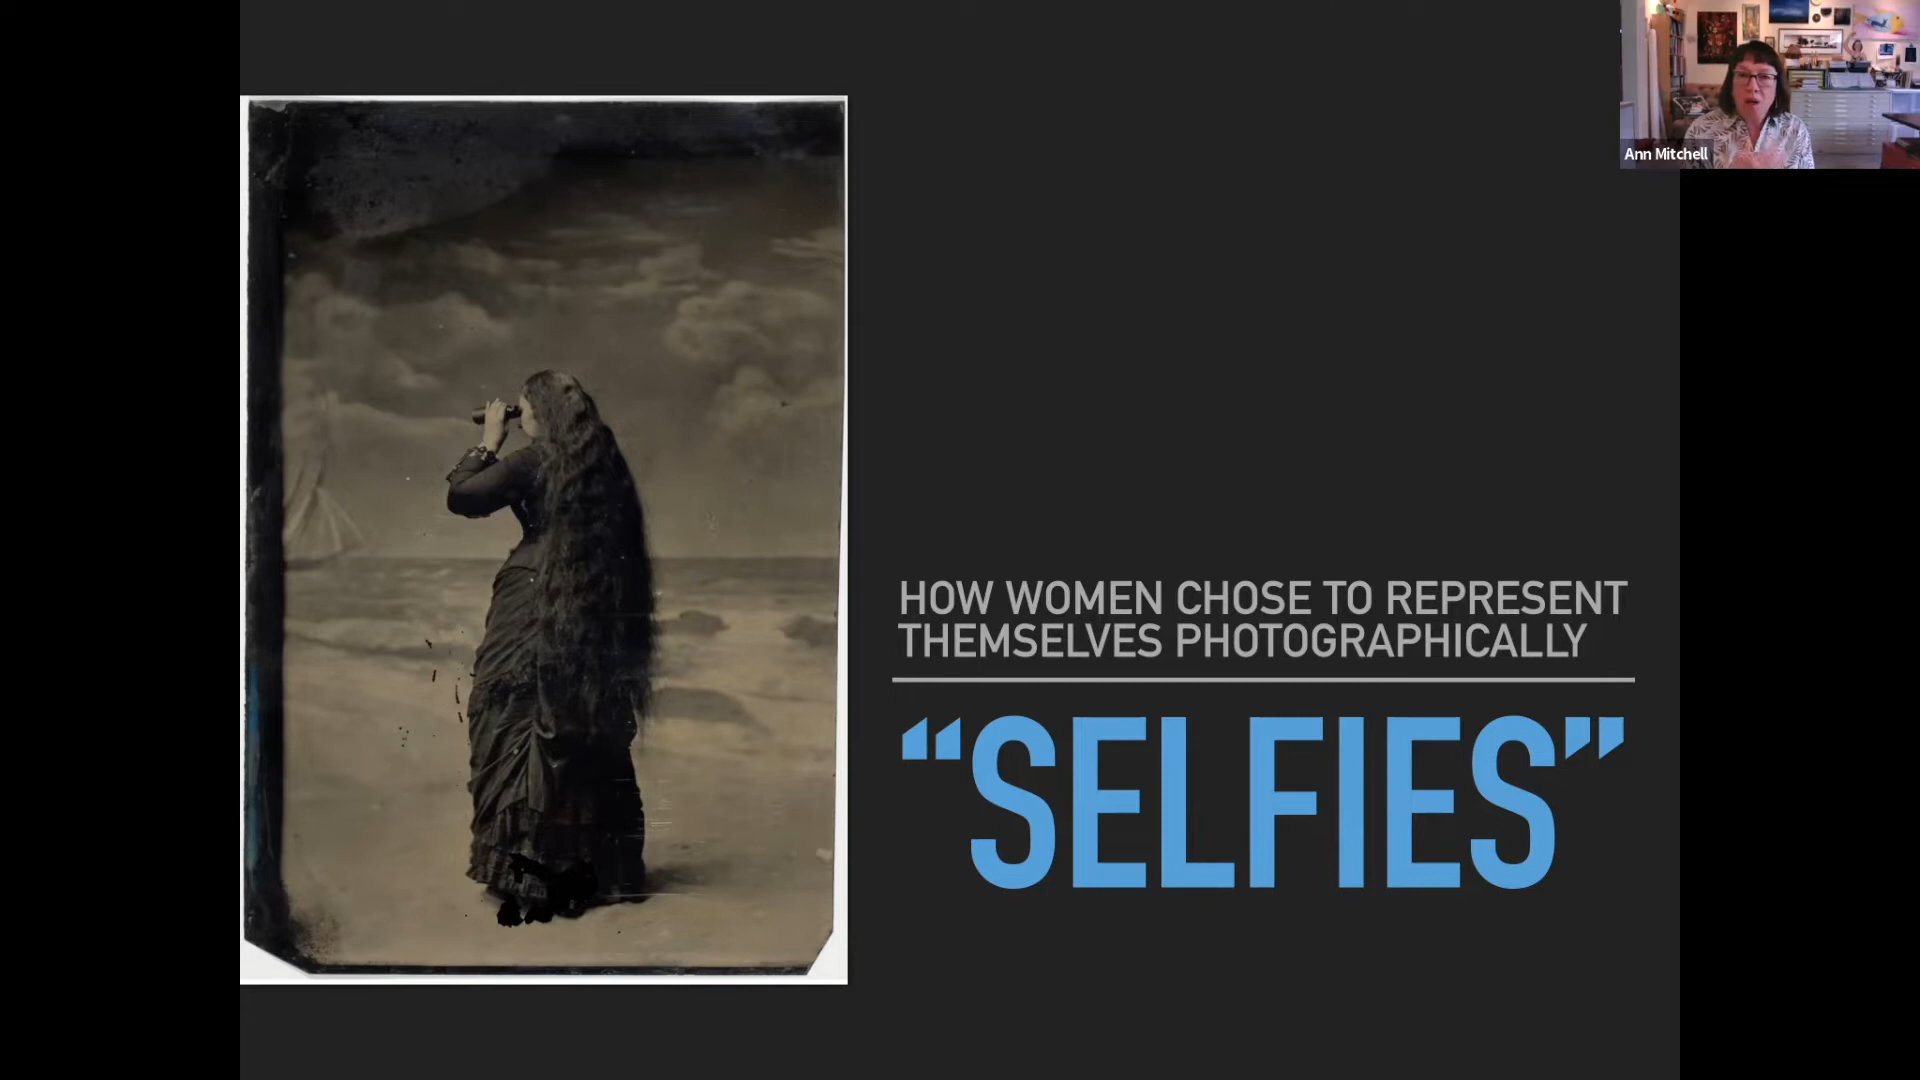 Ann Mitchell
HOW WOMEN CHOSE TO REPRESENT
THEMSELVES PHOTOGRAPHICALLY
“SELFIES”